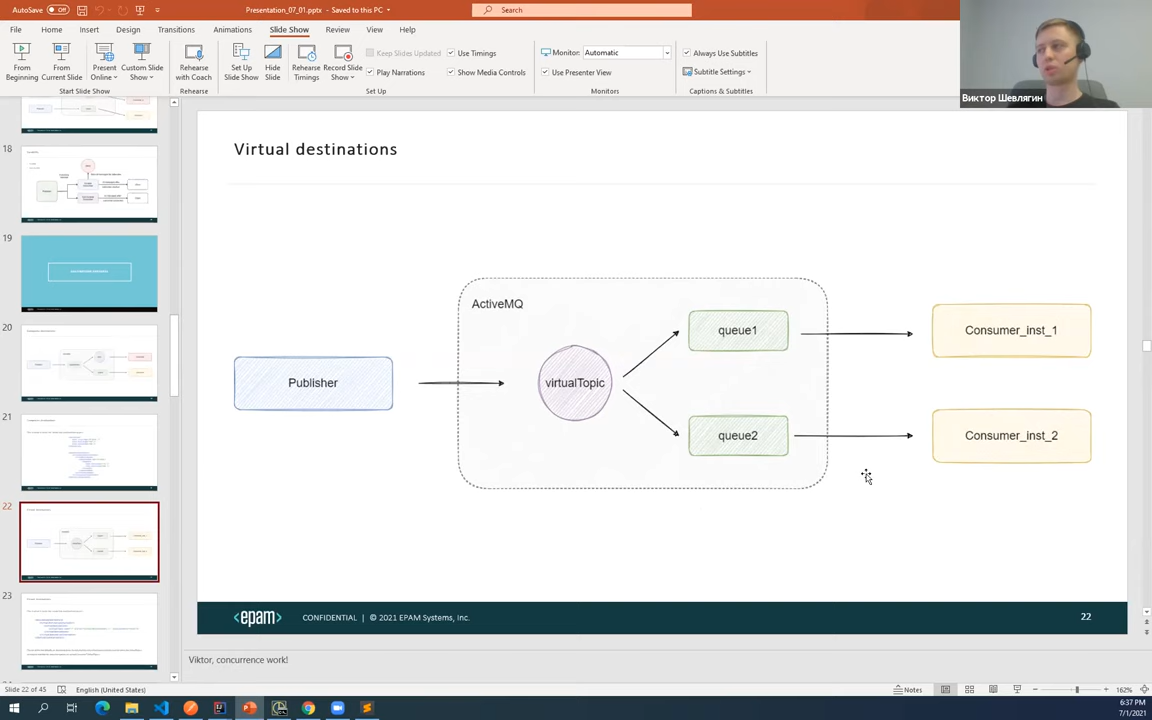 AutoSave
Off
Presentation_07_01.pptx - Saved to this PC
Search
File
Home
Insert
Design
Transitions
Animations
Slide Show
Review
View
Help
From Beginning
From Current Slide
Present Online
Custom Slide Show
Set Up Slide Show
Hide Slide
Rehearse with Coach
Rehearse Timings
Record Slide Show
Keep Slides Updated
Play Narrations
Use Timings
Show Media Controls
Monitor:
Automatic
Use Presenter View
Always Use Subtitles
Subtitle Settings
Start Slide Show
Rehearse
Set Up
Monitors
Captions & Subtitles
Виктор Шевлягин
18
19
20
21
22
23
Virtual destinations
ActiveMQ
Publisher
virtualTopic
queue1
queue2
Consumer_inst_1
Consumer_inst_2
<epam>
CONFIDENTIAL | © 2021 EPAM Systems, Inc.
22
Viktor, concurrence work!
Slide 22 of 45
English (United States)
Notes
162%
6:37 PM
7/1/2021